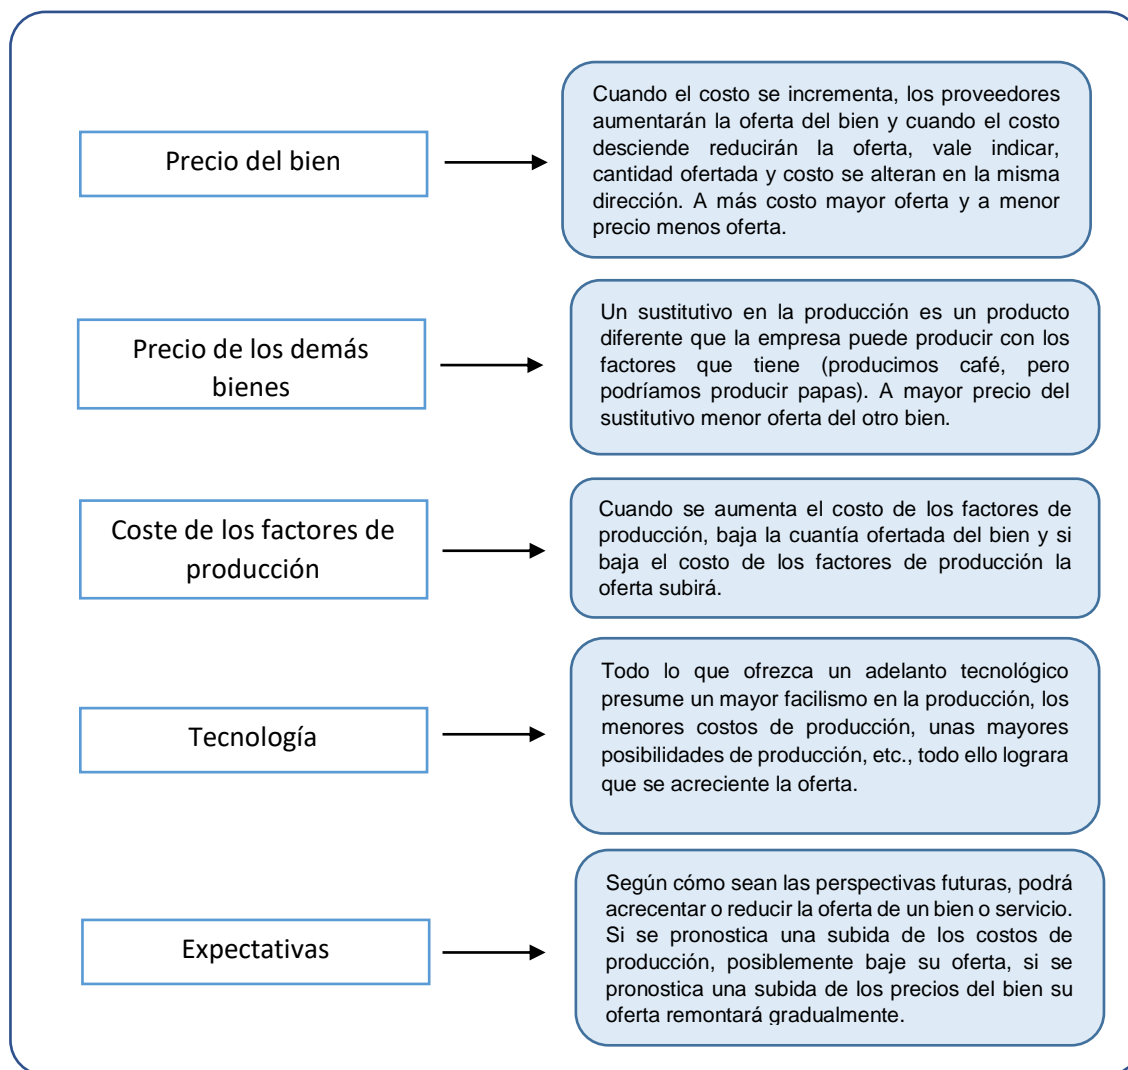 Precio del bien
Cuando el costo se incrementa, los proveedores
aumentarán la oferta del bien y cuando el costo
desciende reducirán la oferta, vale indicar,
cantidad ofertada y costo se alteran en la misma
dirección. A más costo mayor oferta y a menor
precio menos oferta.
Precio de los demás
bienes
Un sustitutivo en la producción es un producto
diferente que la empresa puede producir con los
factores que tiene (producimos café, pero
podríamos producir papas). A mayor precio del
sustitutivo menor oferta del otro bien.
Coste de los factores de
producción
Cuando se aumenta el costo de los factores de
producción, baja la cuantía ofertada del bien y si
baja el costo de los factores de producción la
oferta subirá.
Tecnología
Todo lo que ofrezca un adelanto tecnológico
presume un mayor facilismo en la producción, los
menores costos de producción, unas mayores
posibilidades de producción, etc., todo ello lograra
que se acreciente la oferta.
Expectativas
Según cómo sean las perspectivas futuras, podrá
acrecentar o reducir la oferta de un bien o servicio.
Si se pronostica una subida de los costos de
producción, posiblemente baje su oferta, si se
pronostica una subida de los precios del bien su
oferta remontará gradualmente.